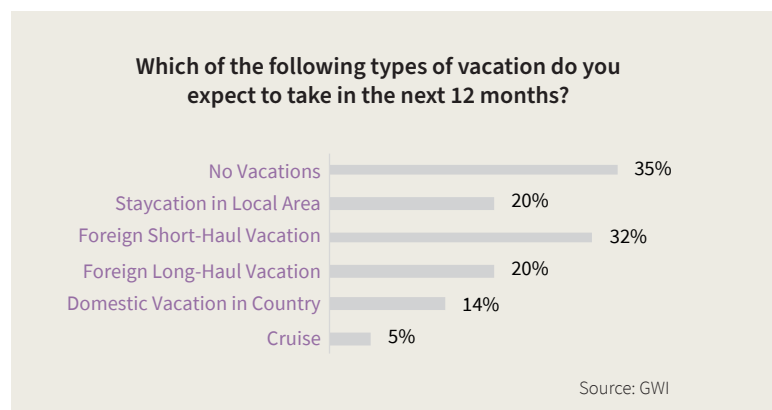 Which of the following types of vacation do you
expect to take in the next 12 months?
No Vacations 35%
Staycation in Local Area 20%
Foreign Short-Haul Vacation 32%
Foreign Long-Haul Vacation 20%
Domestic Vacation in Country 14%
Cruise 5%
Source: GWI